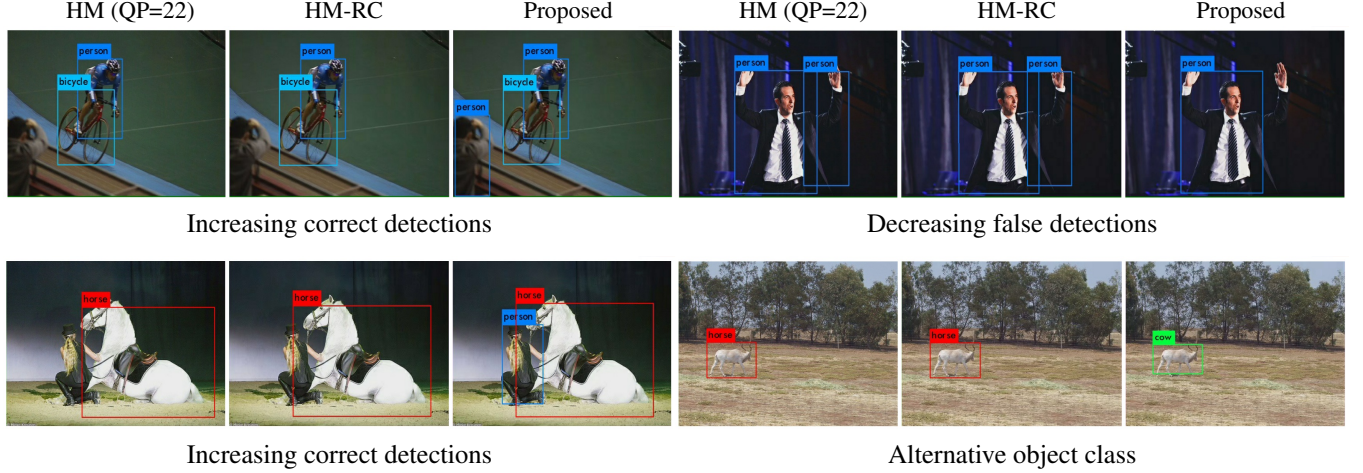 HM (QP=22) HM-RC Proposed HM (QP=22) HM-RC Proposed
person person person person person person person person
bicycle bicycle bicycle
person
Increasing correct detections Decreasing false detections
horse horse horse horse horse cow
person
Increasing correct detections Alternative object class